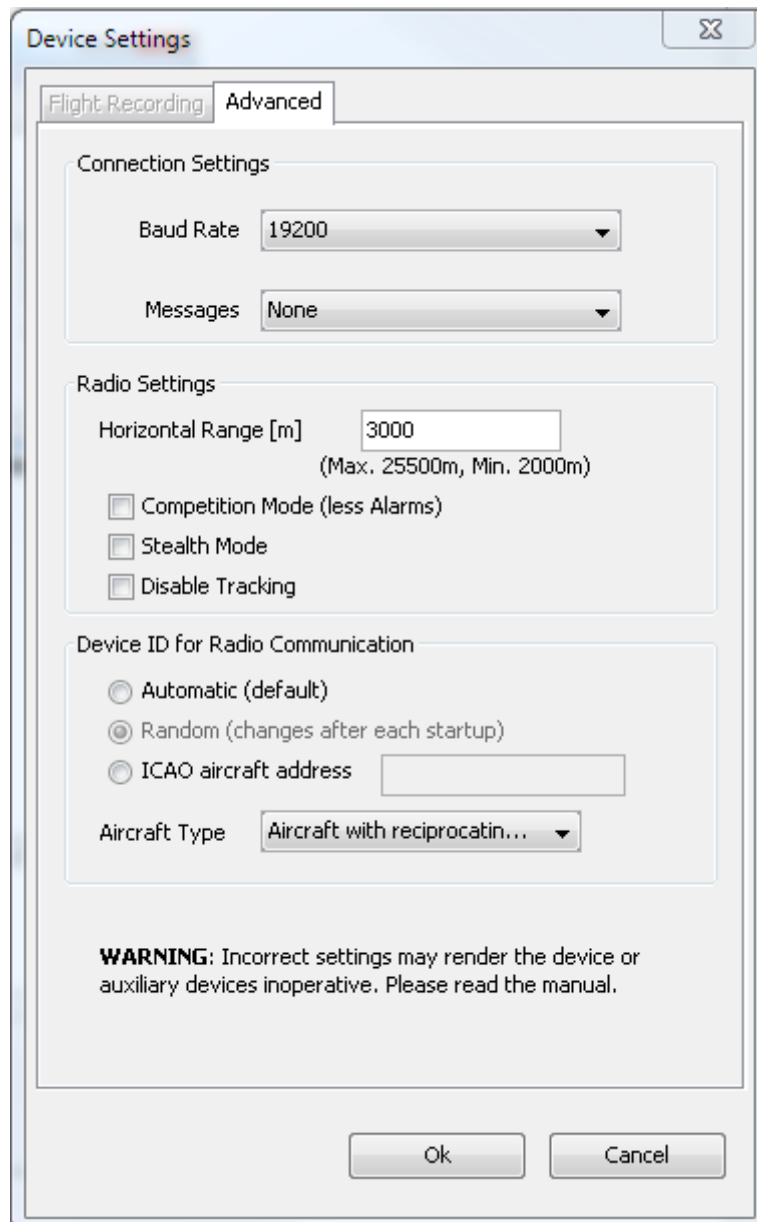 Device Settings
Flight Recording Advanced
Connection Settings
Baud Rate 19200
Messages None
Radio Settings
Horizontal Range [m] 3000
(Max. 25500m, Min. 2000m)
Competition Mode (less Alarms)
Stealth Mode
Disable Tracking
Device ID for Radio Communication
Automatic (default)
Random (changes after each startup)
ICAO aircraft address
Aircraft Type Aircraft with reciprocatin...
WARNING: Incorrect settings may render the device or
auxiliary devices inoperative. Please read the manual.
Ok Cancel